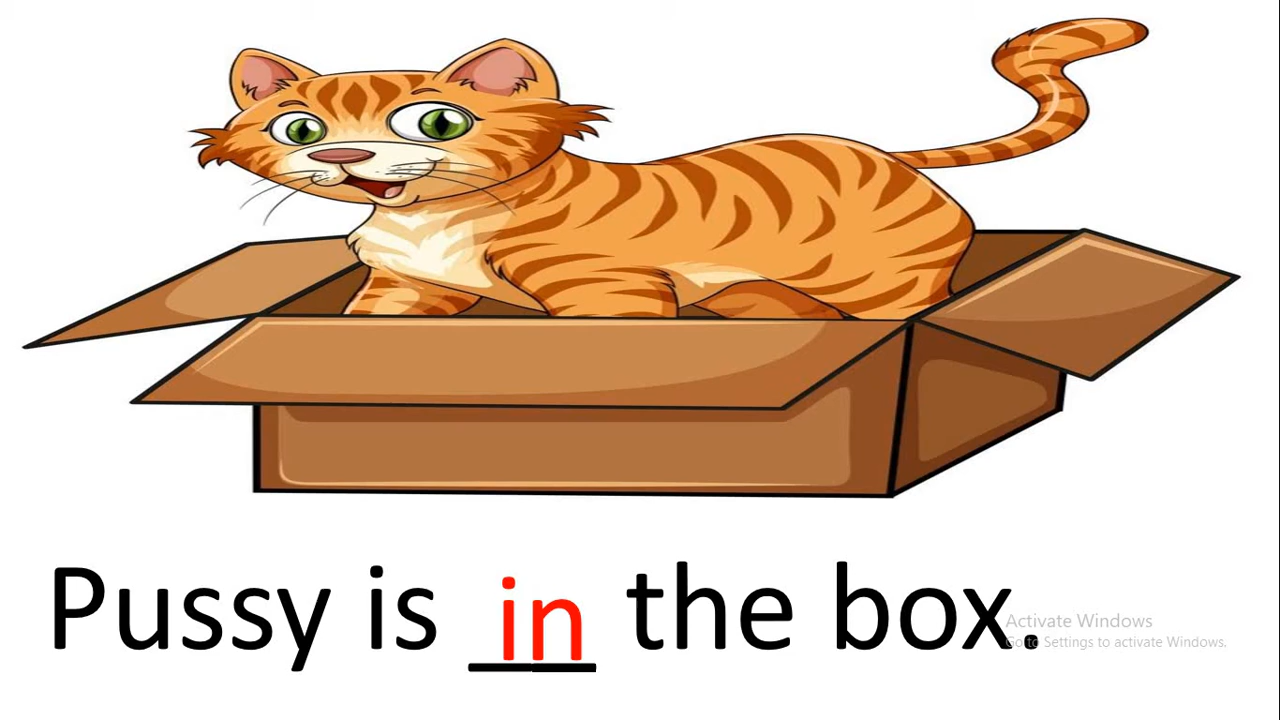 Pussy is in the box.
Activate Windows
Go to Settings to activate Windows.